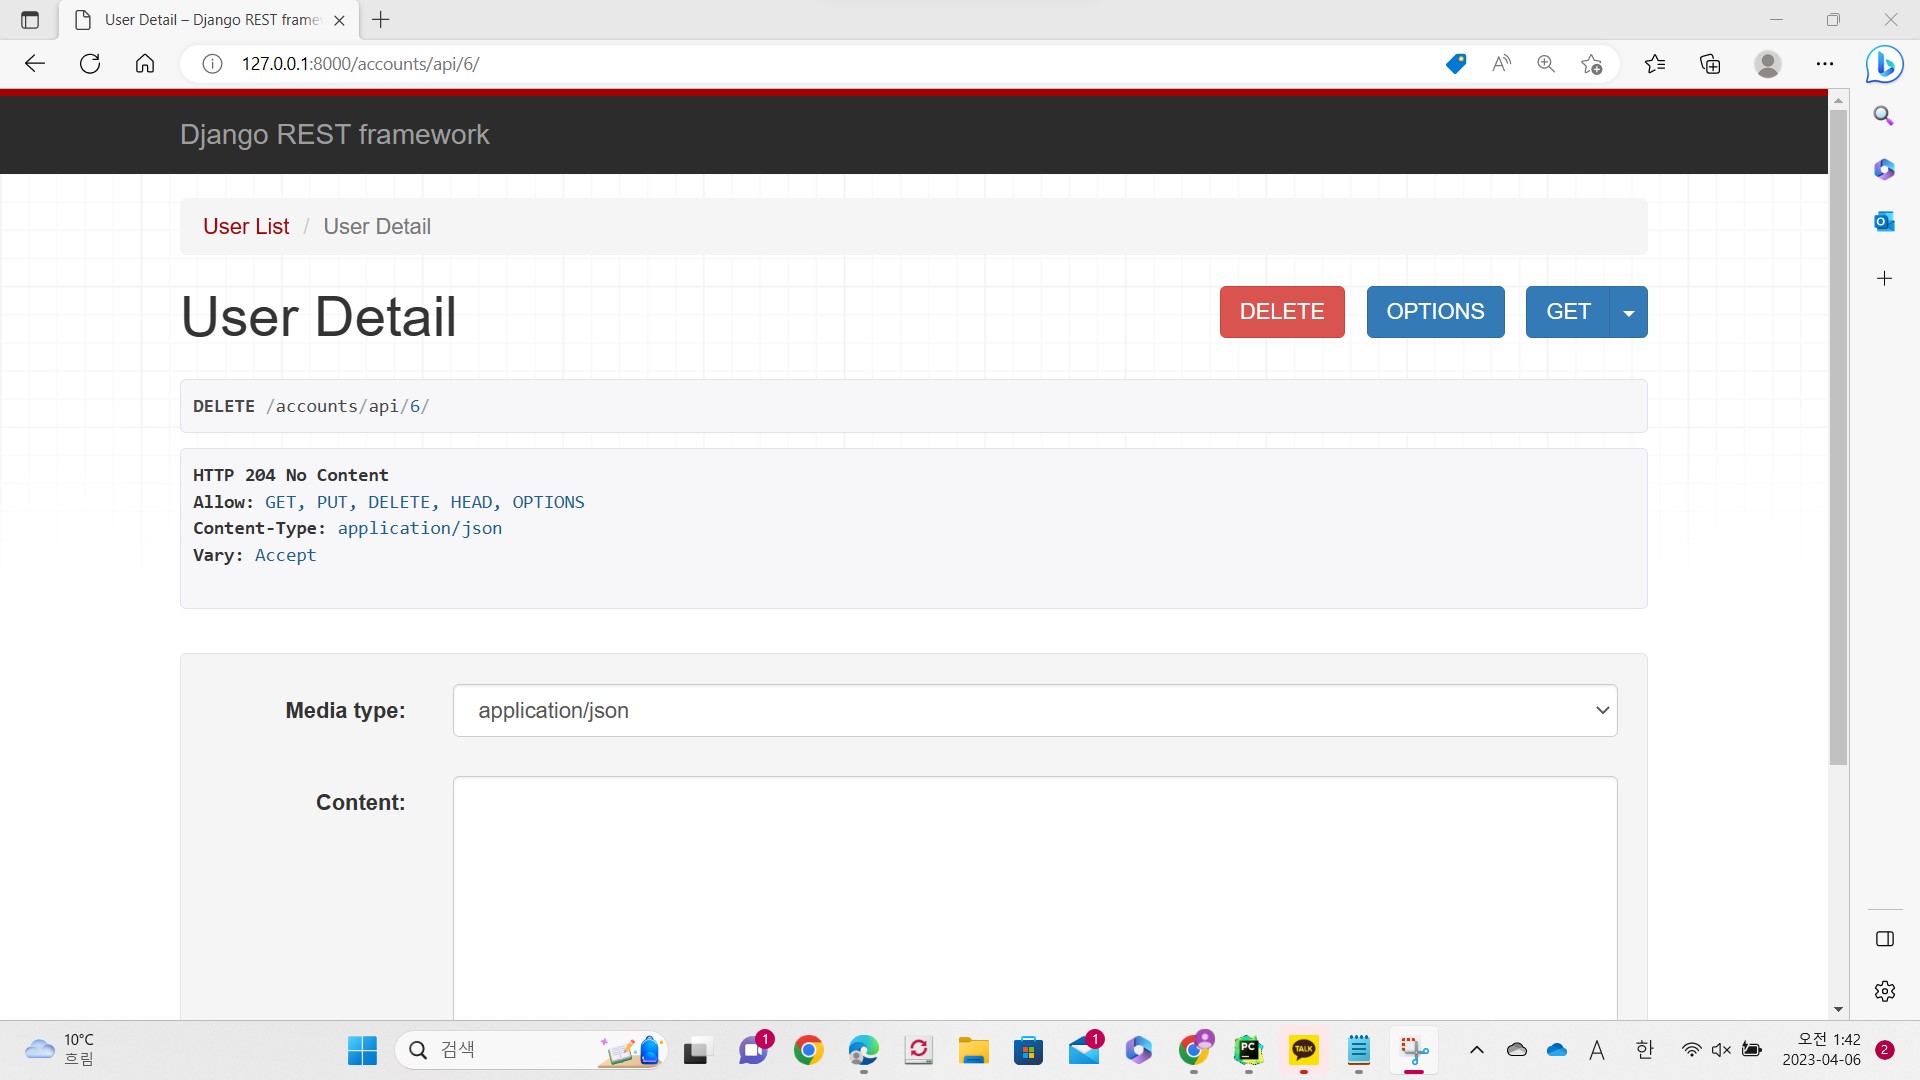 User Detail – Django REST frame
127.0.0.1:8000/accounts/api/6/
Django REST framework
User List / User Detail
User Detail
DELETE
OPTIONS
GET
DELETE /accounts/api/6/
HTTP 204 No Content
Allow: GET, PUT, DELETE, HEAD, OPTIONS
Content-Type: application/json
Vary: Accept
Media type:
application/json
Content:
10°C
흐림
검색
1
1
PC
TALK
A
한
오전 1:42
2023-04-06
2